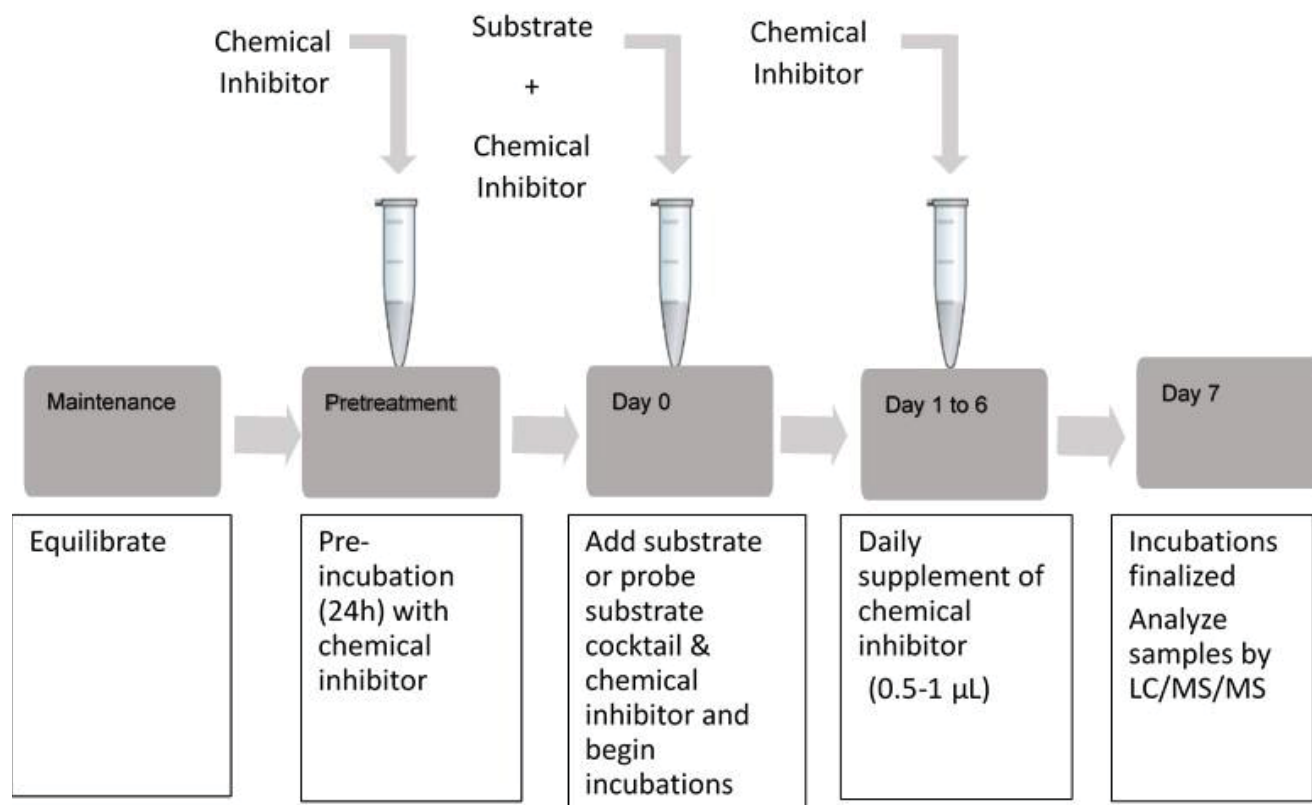 Chemical
Inhibitor
Substrate
+
Chemical
Inhibitor
Chemical
Inhibitor
Maintenance
Pretreatment
Day 0
Day 1 to 6
Day 7
Equilibrate
Pre-
incubation
(24h) with
chemical
inhibitor
Add substrate
or probe
substrate
cocktail &
chemical
inhibitor and
begin
incubations
Daily
supplement of
chemical
inhibitor
(0.5-1 µL)
Incubations
finalized
Analyze
samples by
LC/MS/MS